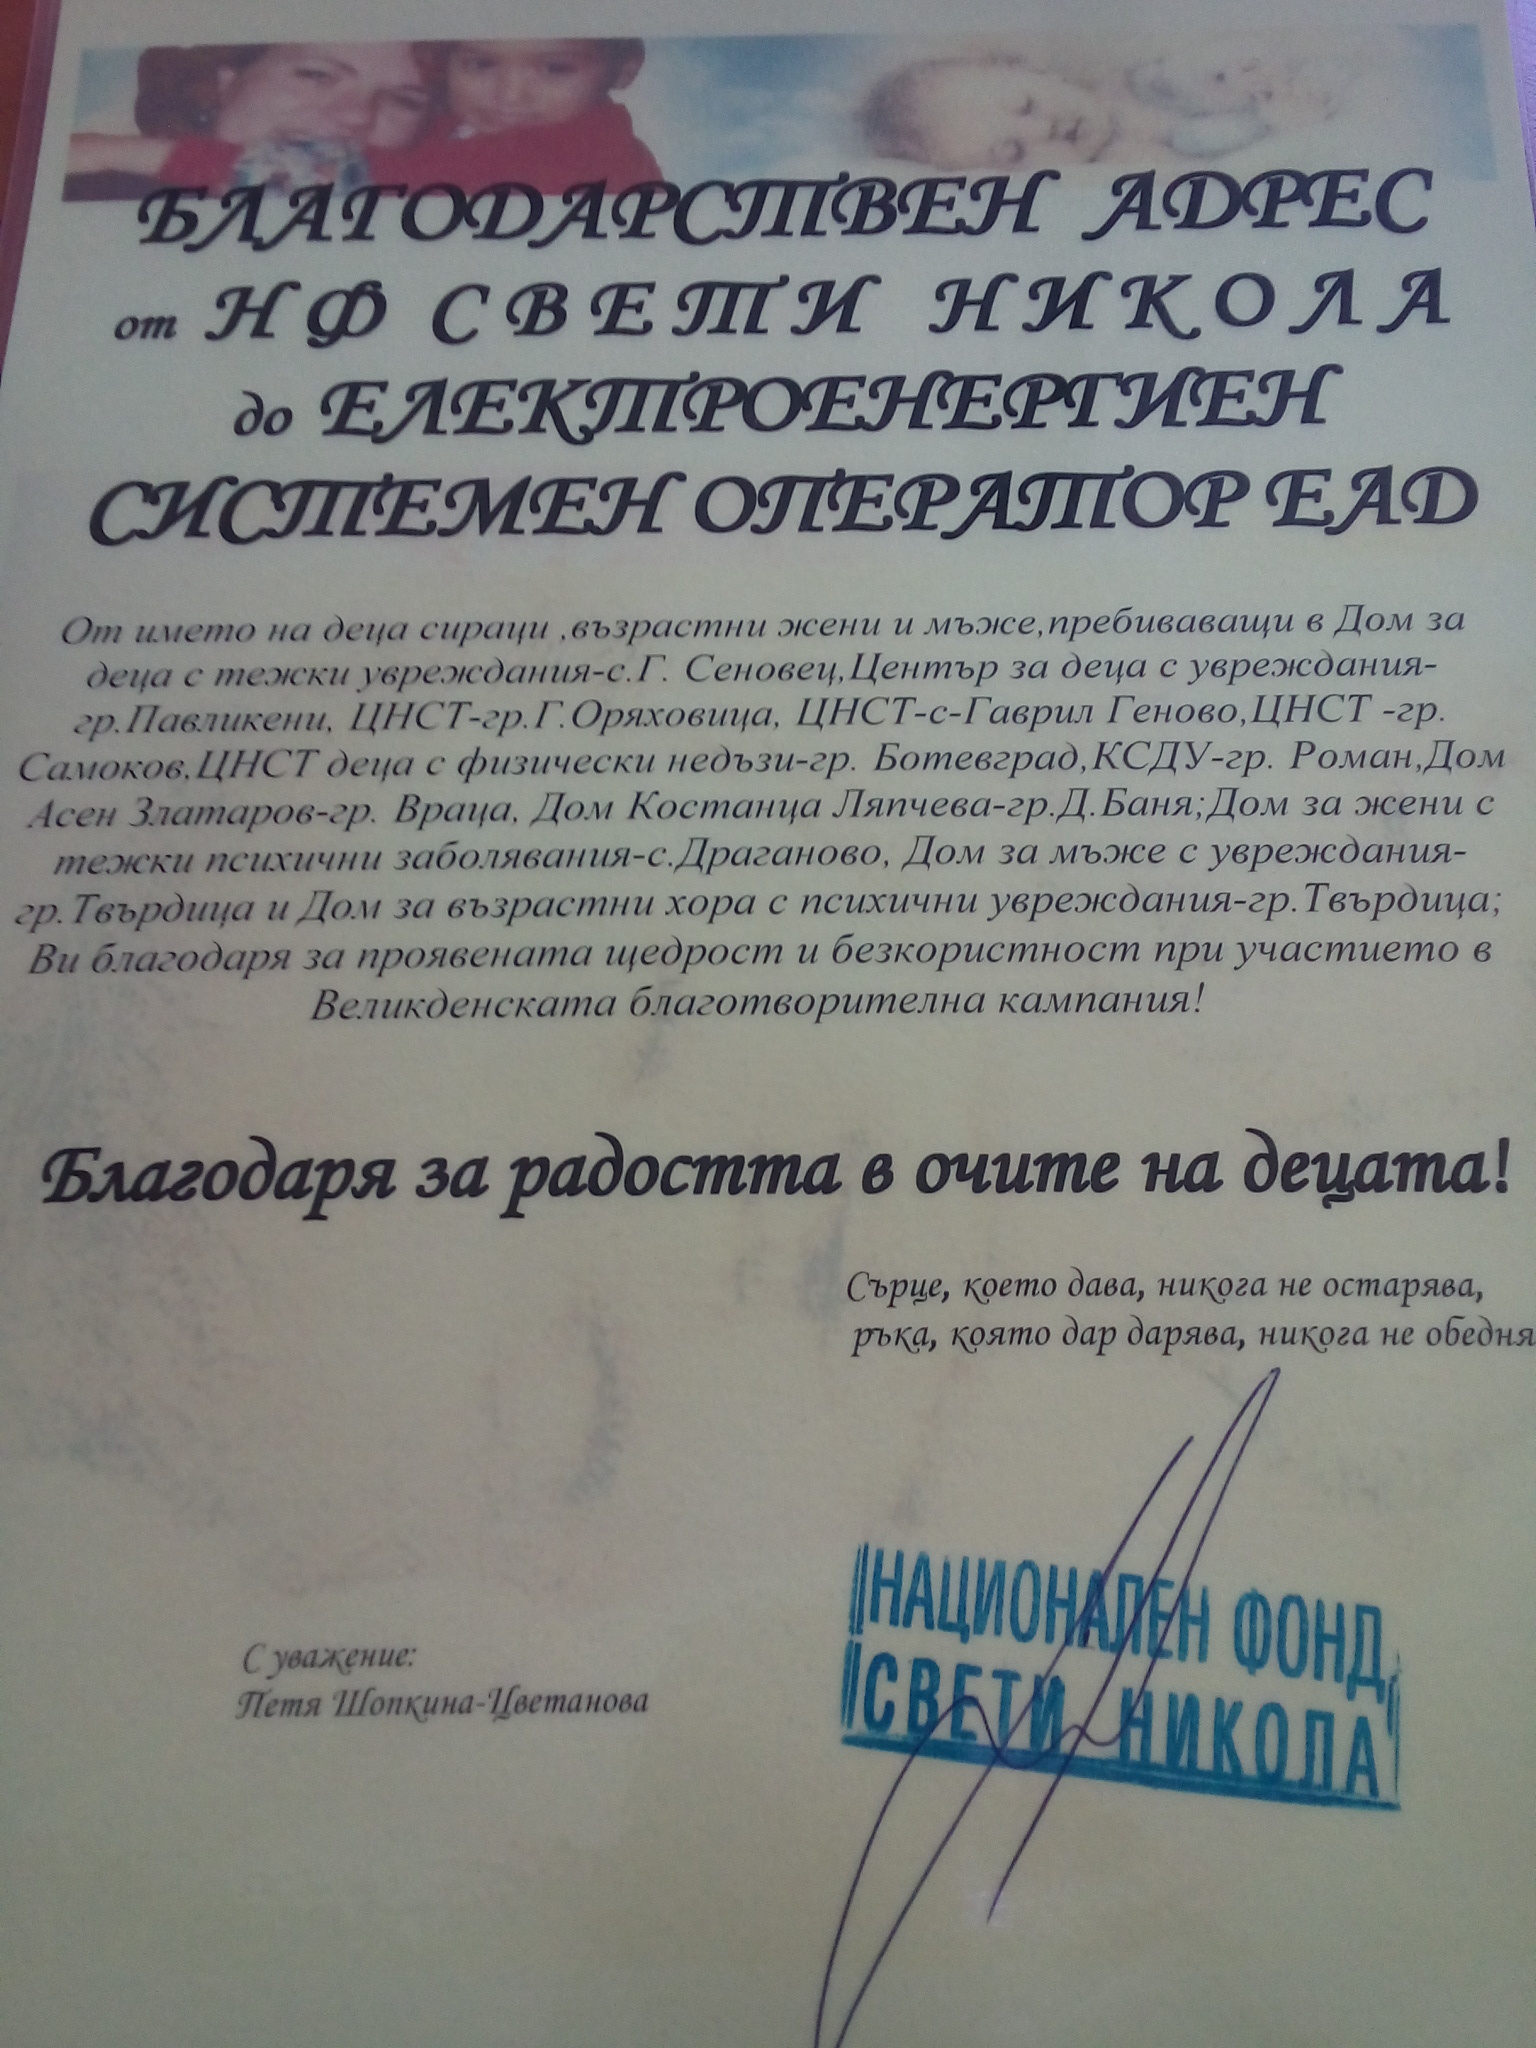 БЛАГОДАРСТВЕН АДРЕС
от НФ СВЕТИ НИКОЛА
до ЕЛЕКТРОЕНЕРГИЕН
СИСТЕМЕН ОПЕРАТОР ЕАД
От името на деца сираци ,възрастни жени и мъже,пребиваващи в Дом за
деца с тежки увреждания-с.Г. Сеновец,Център за деца с увреждания-
гр.Павликени, ЦНСТ-гр.Г.Оряховица, ЦНСТ-с-Гаврил Геново,ЦНСТ -гр.
Самоков,ЦНСТ деца с физически недъзи-гр. Ботевград,КСДУ-гр. Роман,Дом
Асен Златаров-гр. Враца, Дом Костанца Ляпчева-гр.Д.Баня;Дом за жени с
тежки психични заболявания-с.Драганово, Дом за мъже с увреждания-
гр.Твърдица и Дом за възрастни хора с психични увреждания-гр.Твърдица;
Ви благодаря за проявената щедрост и безкористност при участието в
Великденската благотворителна кампания!
Благодаря за радостта в очите на децата!
Сърце, което дава, никога не остарява,
ръка, която дар дарява, никога не обедня
НАЦИОНАЛЕН ФОНД
СВЕТИ НИКОЛА
С уважение:
Петя Шопкина-Цветанова